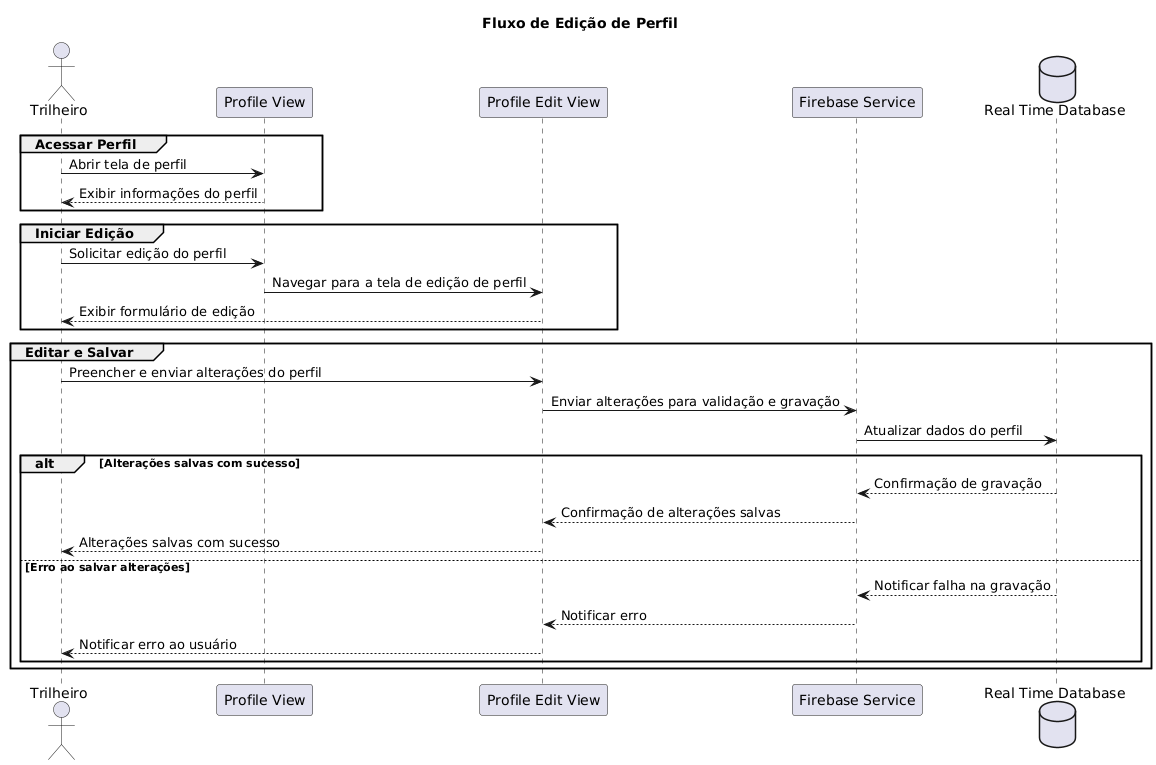 Fluxo de Edição de Perfil
Trilheiro
Profile View
Profile Edit View
Firebase Service
Real Time Database
Acessar Perfil
Abrir tela de perfil
Exibir informações do perfil
Iniciar Edição
Solicitar edição do perfil
Navegar para a tela de edição de perfil
Exibir formulário de edição
Editar e Salvar
Preencher e enviar alterações do perfil
Enviar alterações para validação e gravação
Atualizar dados do perfil
alt [Alterações salvas com sucesso]
Confirmação de gravação
Confirmação de alterações salvas
Alterações salvas com sucesso
[Erro ao salvar alterações]
Notificar falha na gravação
Notificar erro
Notificar erro ao usuário
Trilheiro
Profile View
Profile Edit View
Firebase Service
Real Time Database